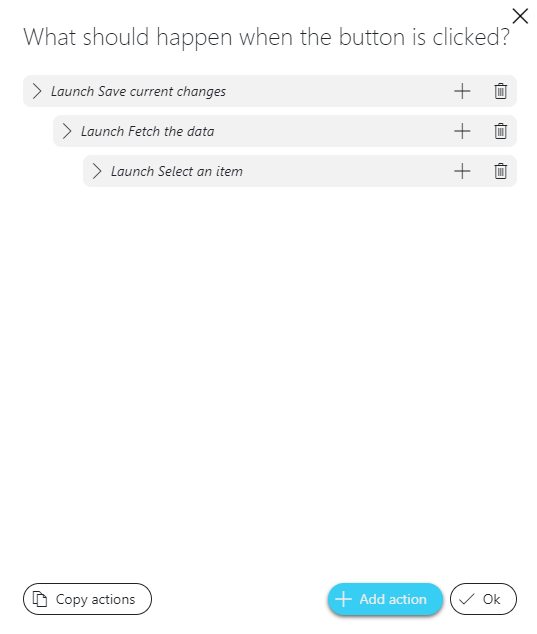 What should happen when the button is clicked?
Launch Save current changes
Launch Fetch the data
Launch Select an item
Copy actions
Add action
Ok